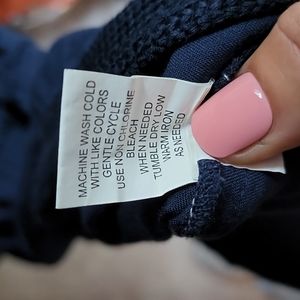 MACHINE WASH COLD
WITH LIKE COLORS
GENTLE CYCLE
USE NON CHLORINE
BLEACH
WHEN NEEDED
TUMBLE DRY LOW
WARM IRON
AS NEEDED